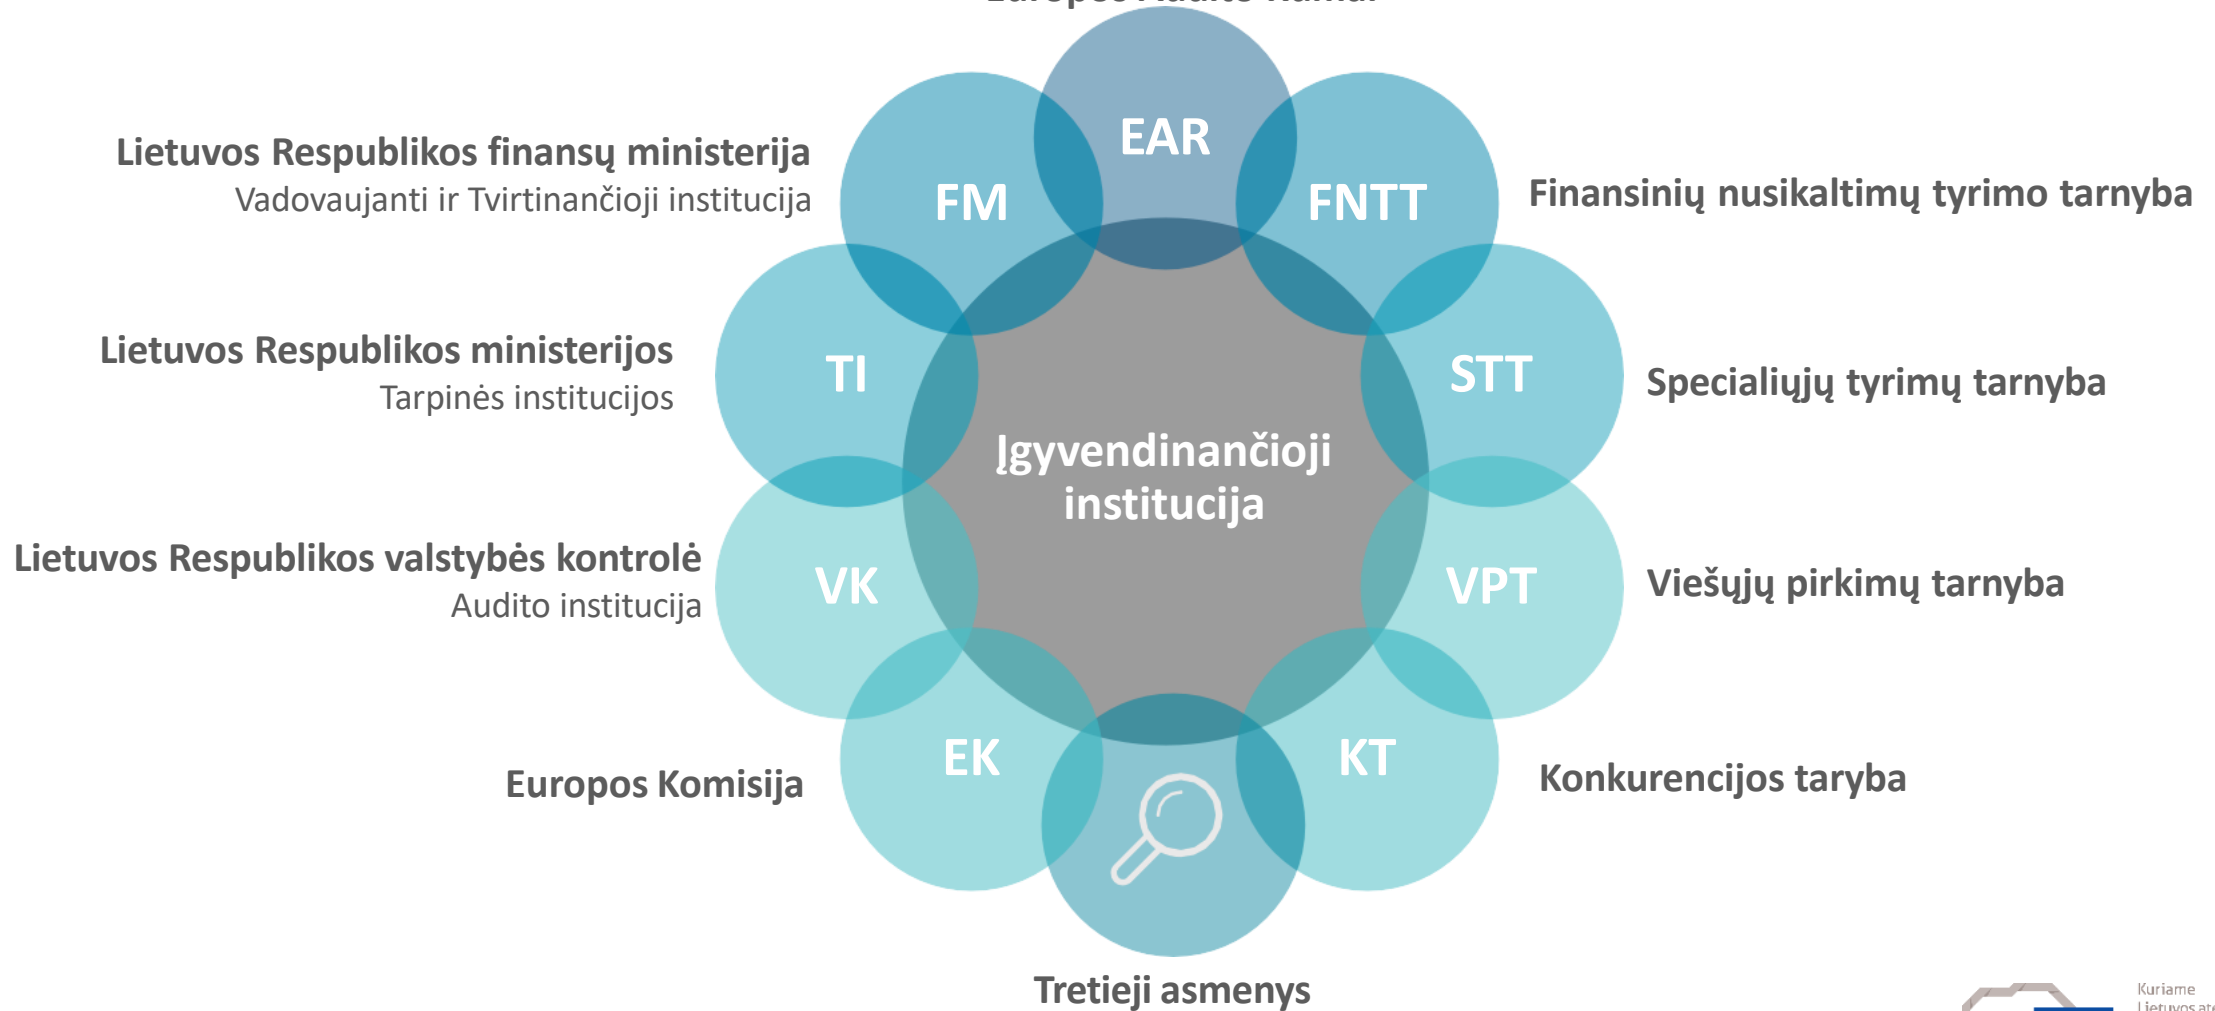 EAR
Lietuvos Respublikos finansų ministerija
Vadovaujanti ir Tvirtinančioji institucija
FM
FNTT
Finansinių nusikaltimų tyrimo tarnyba
Lietuvos Respublikos ministerijos
Tarpinės institucijos
TI
STT
Specialiųjų tyrimų tarnyba
Įgyvendinančioji
institucija
Lietuvos Respublikos valstybės kontrolė
Audito institucija
VK
VPT
Viešųjų pirkimų tarnyba
Europos Komisija
EK
KT
Konkurencijos taryba
Tretieji asmenys
Kuriame